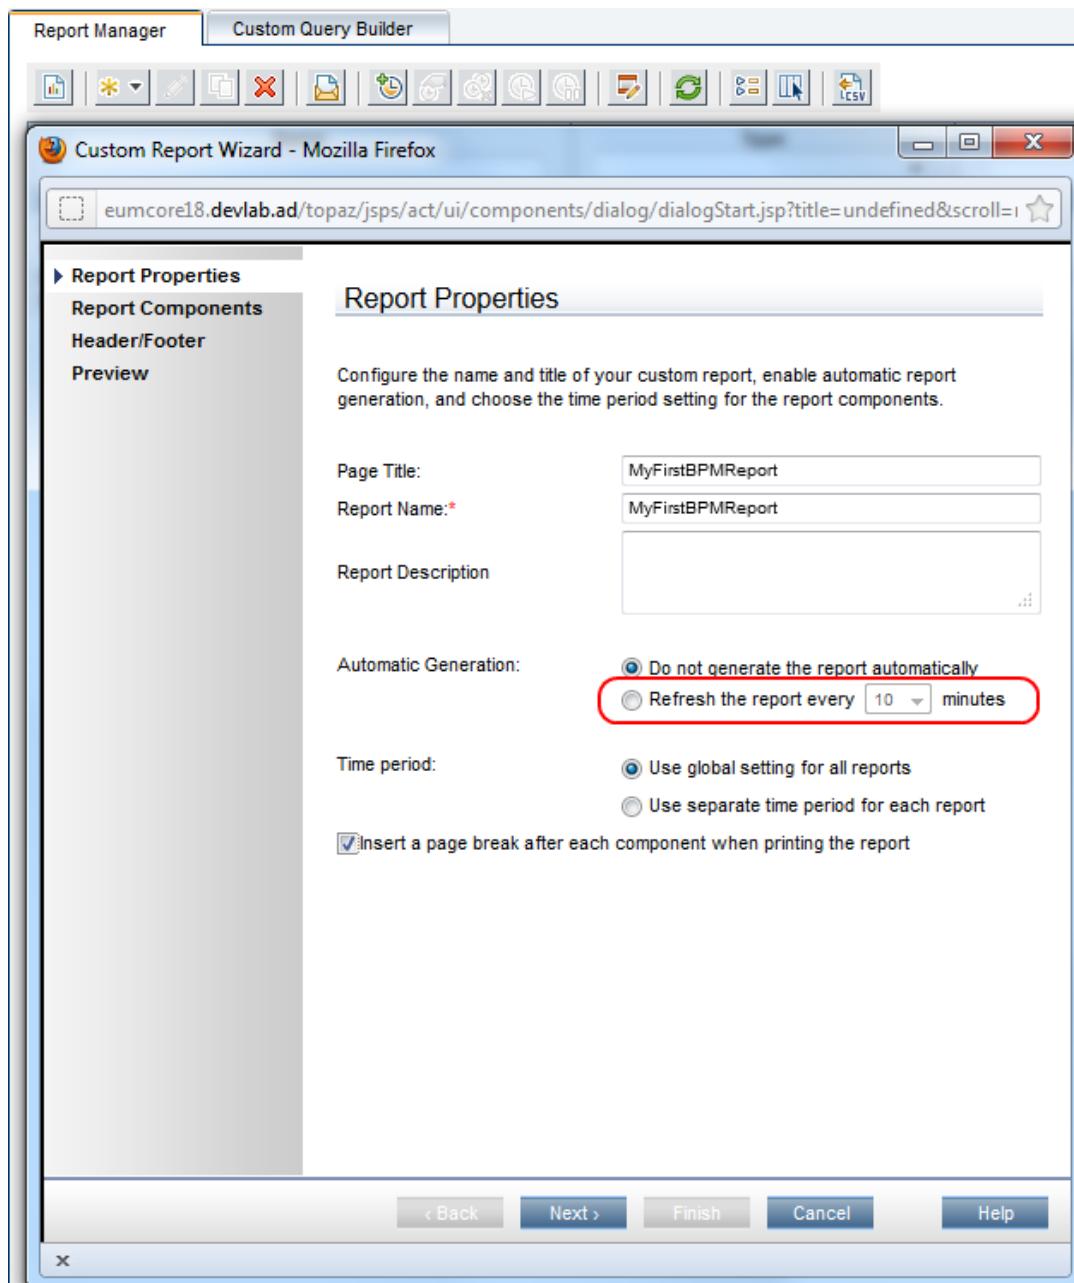 Report Manager
Custom Query Builder
CSV
Custom Report Wizard - Mozilla Firefox
eumcore18.devlab.ad/topaz/jsps/act/ui/components/dialog/dialogStart.jsp?title=undefined&scroll=
Report Properties
Report Components
Header/Footer
Preview
Report Properties
Configure the name and title of your custom report, enable automatic report
generation, and choose the time period setting for the report components.
Page Title:
MyFirstBPMReport
Report Name:*
MyFirstBPMReport
Report Description
Automatic Generation:
Do not generate the report automatically
Refresh the report every 10 minutes
Time period:
Use global setting for all reports
Use separate time period for each report
Insert a page break after each component when printing the report
‹ Back
Next ›
Finish
Cancel
Help